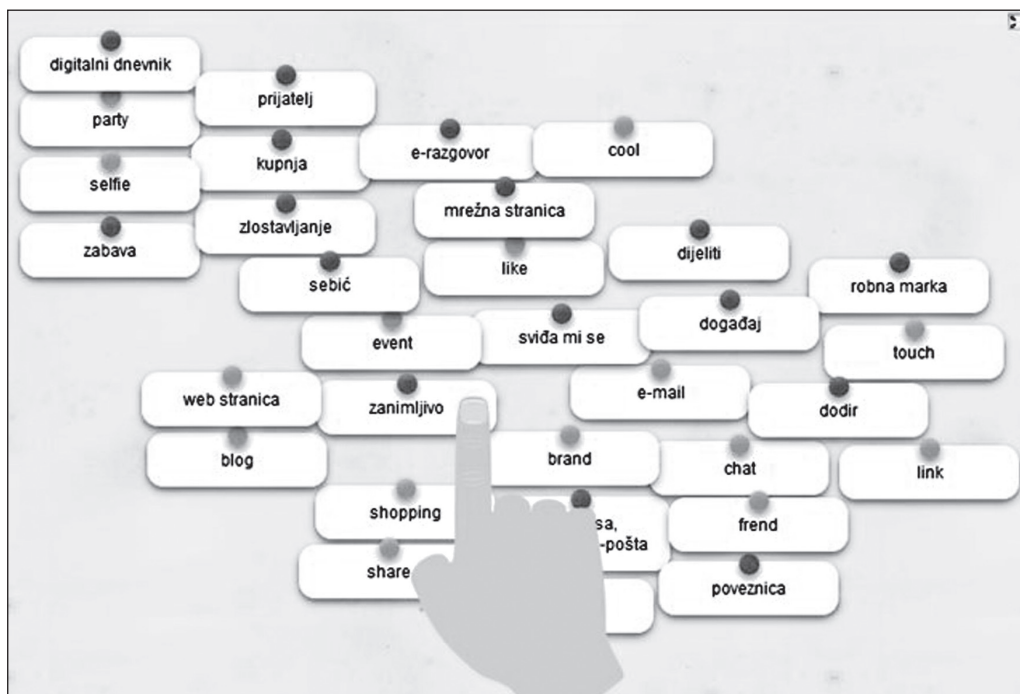 digitalni dnevnik
prijatelj
party
e-razgovor
cool
kupnja
selfie
mrežna stranica
zlostavljanje
zabava
dijeliti
like
sebić
robna marka
događaj
sviđa mi se
event
touch
e-mail
web stranica
zanimljivo
dodir
blog
brand
chat
link
shopping
frend
sa,
-pošta
share
poveznica